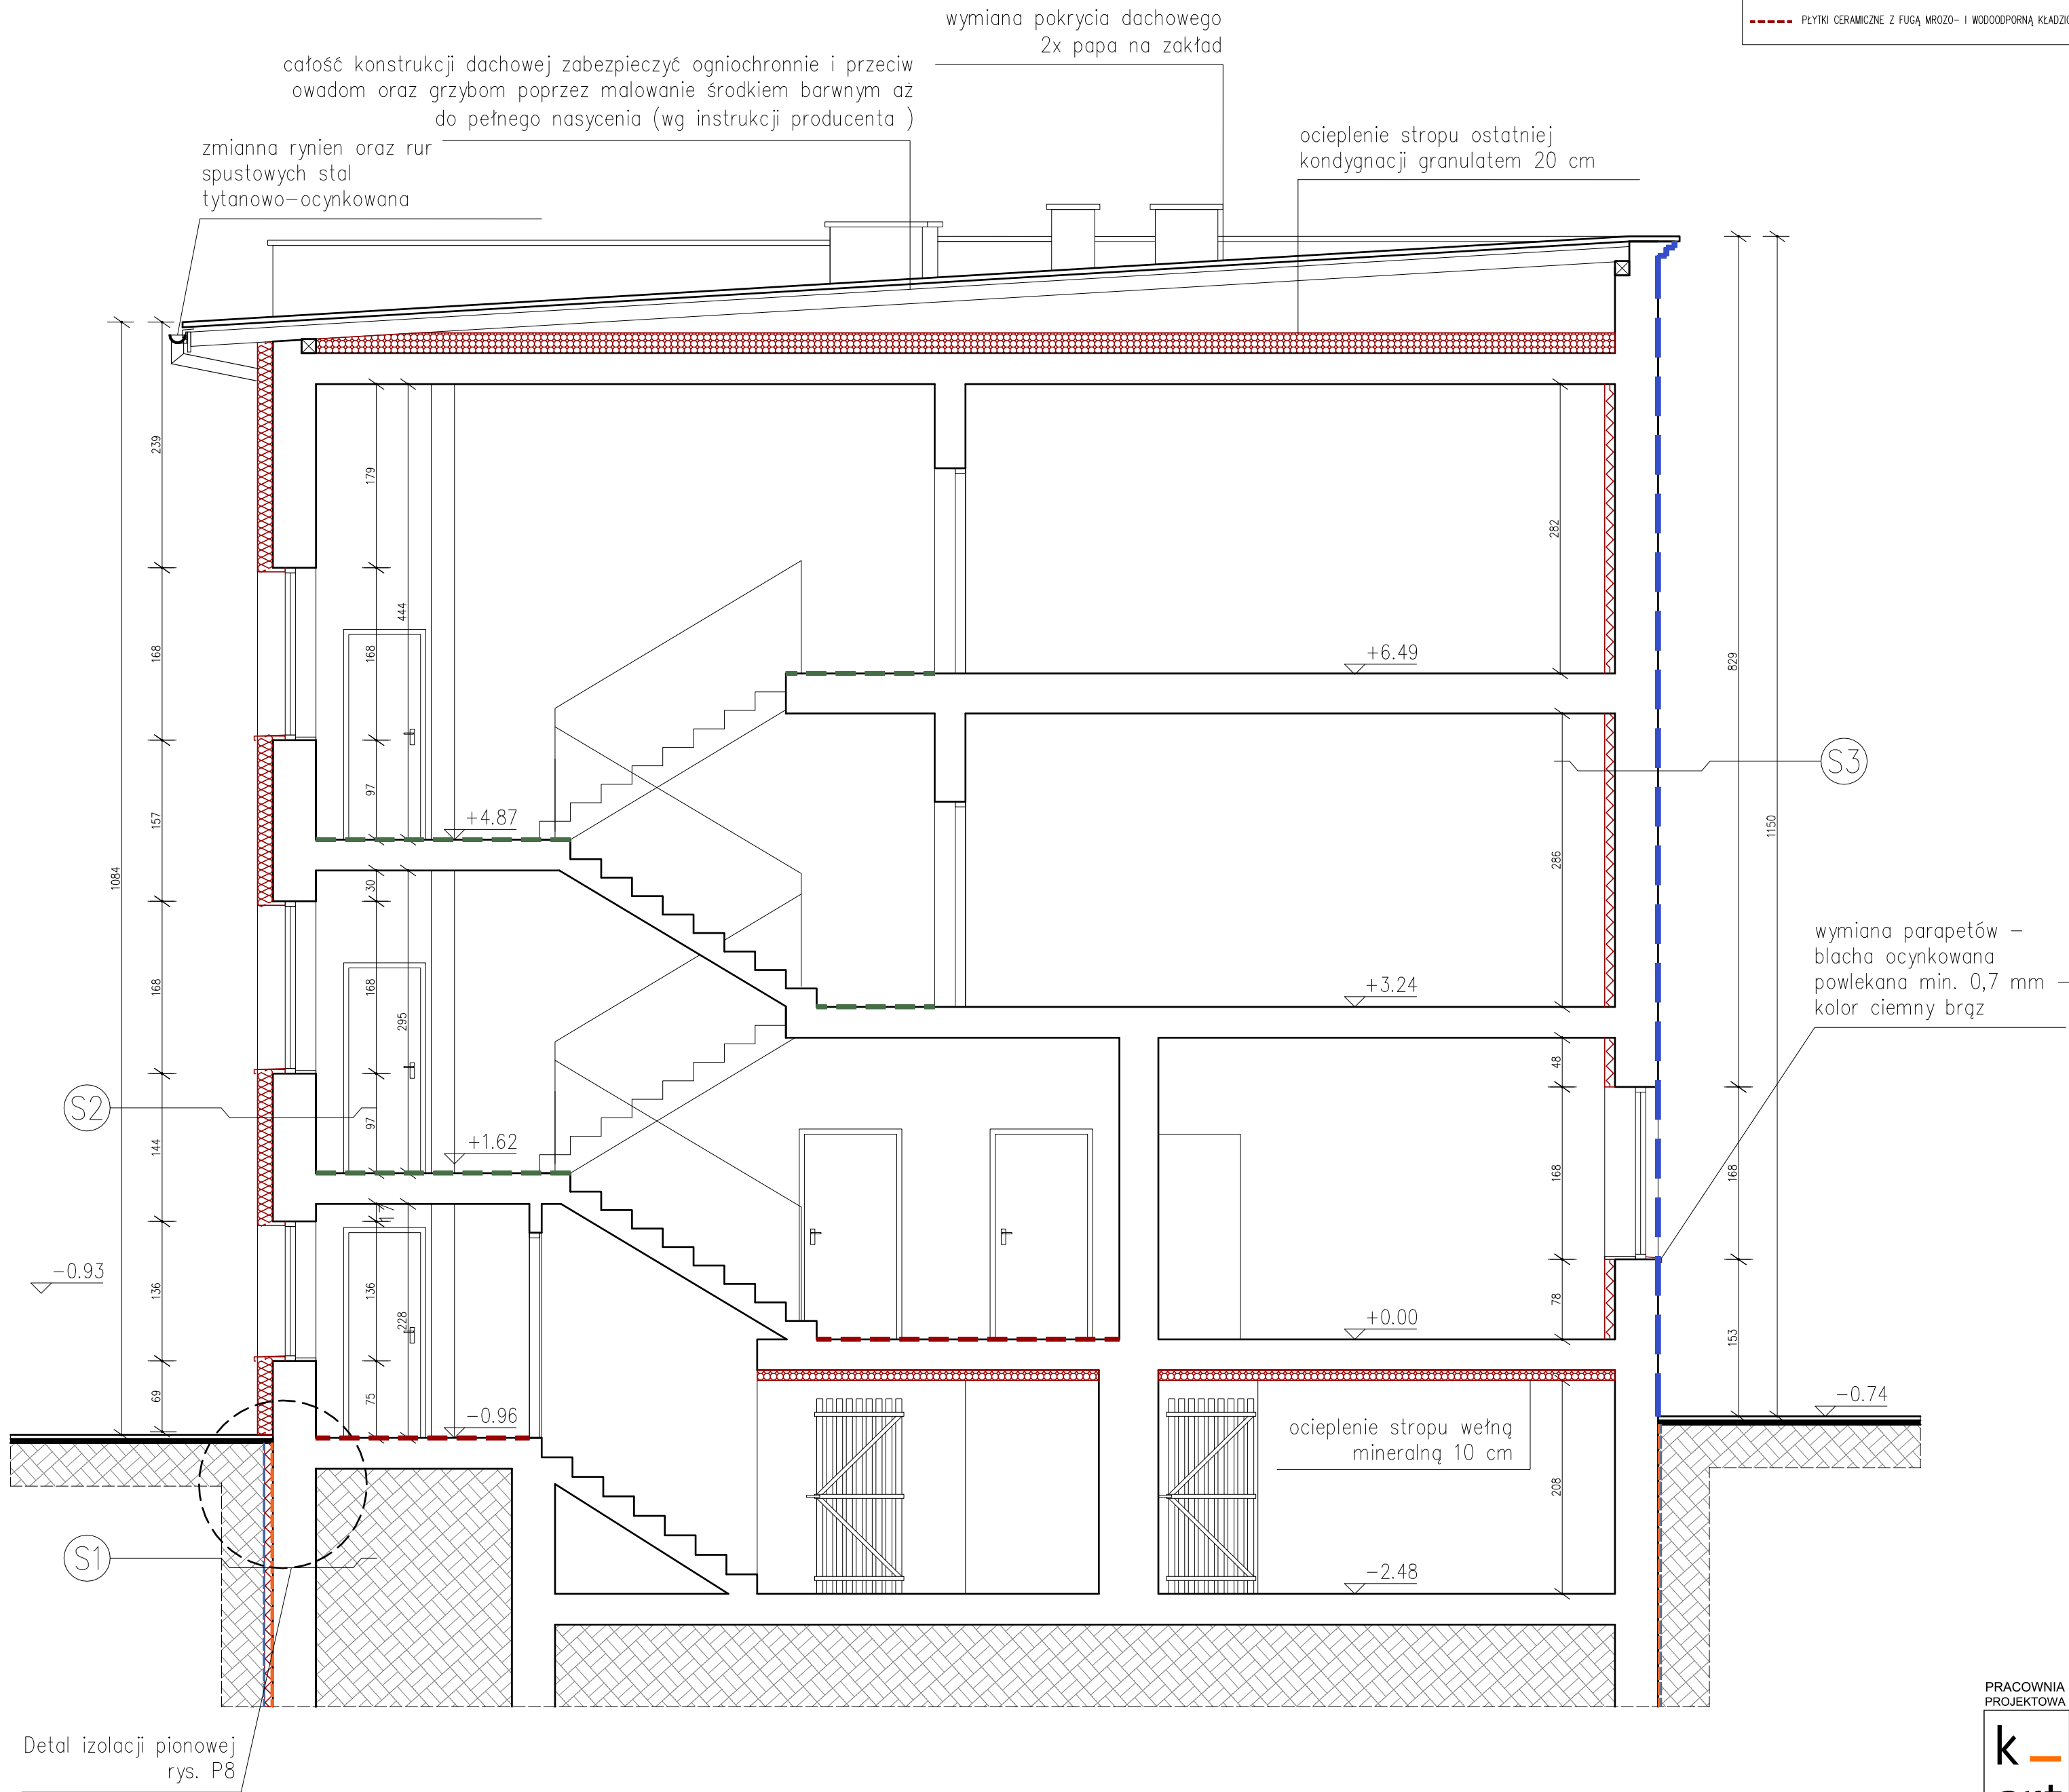 wymiana pokrycia dachowego
2x papa na zakład
PŁYTKI CERAMICZNE Z FUGĄ MROZO- I WODOODPORNĄ
całość konstrukcji dachowej zabezpieczyć ogniochronnie i przeciw
owadom oraz grzybom poprzez malowanie środkiem barwnym aż
do pełnego nasycenia (wg instrukcji producenta )
zmianna rynien oraz rur
spustowych stal
tytanowo-ocynkowana
ocieplenie stropu ostatniej
kondygnacji granulatem 20 cm
239
179
444
168
168
97
157
1084
30
168
168
295
97
144
17
136
136
228
69
75
282
286
48
168
78
208
829
1150
168
153
+6.49
+4.87
+3.24
+1.62
+0.00
-0.93
-0.96
-0.74
-2.48
S3
S2
S1
wymiana parapetów -
blacha ocynkowana
powlekana min. 0,7 mm -
kolor ciemny brąz
ocieplenie stropu wełną
mineralną 10 cm
Detal izolacji pionowej
rys. P8
PRACOWNIA
PROJEKTOWA
k_